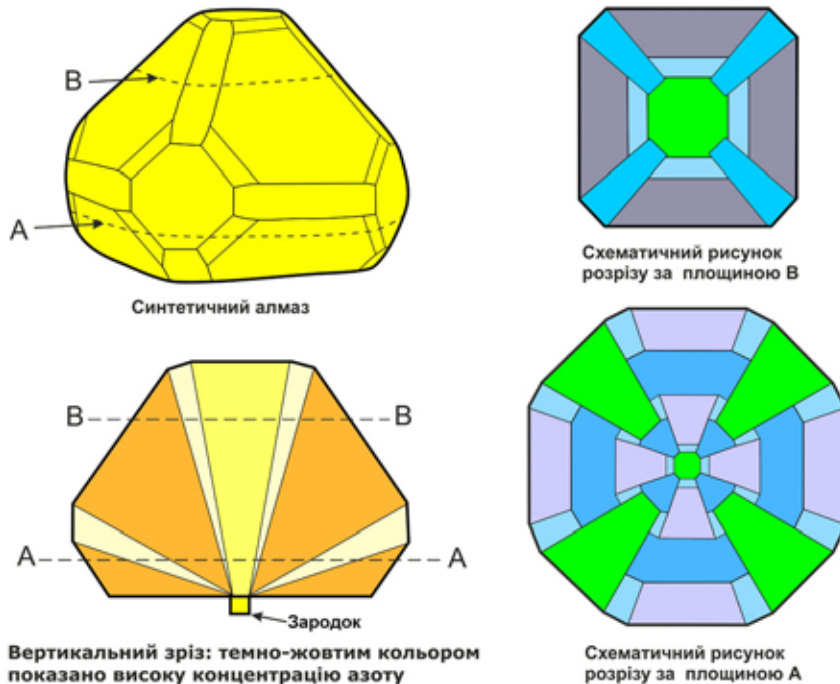 B
A
Синтетичний алмаз
Схематичний рисунок
розрізу за площиною В
B
B
A
A
Зародок
Вертикальний зріз: темно-жовтим кольором
показано високу концентрацію азоту
Схематичний рисунок
розрізу за площиною А